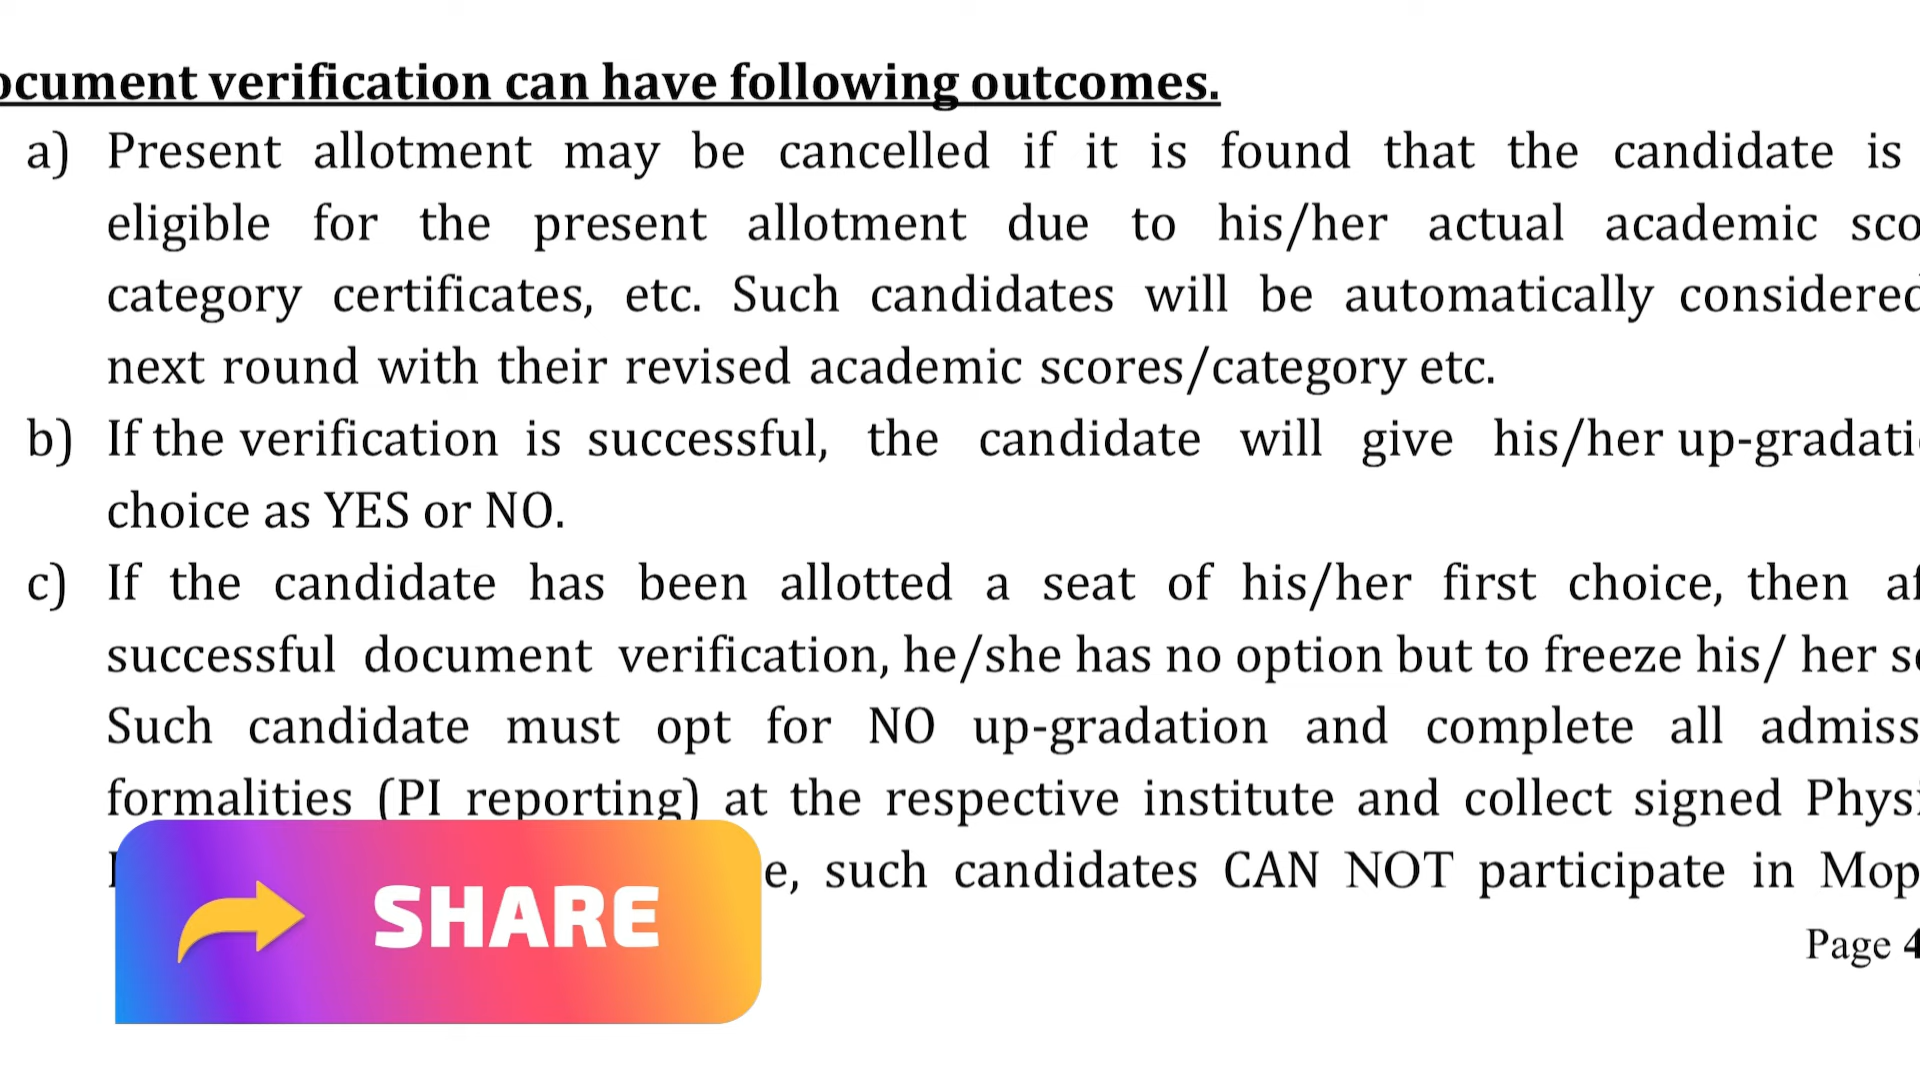 ocument verification can have following outcomes.
a) Present allotment may be cancelled if it is found that the candidate is
eligible for the present allotment due to his/her actual academic sco
category certificates, etc. Such candidates will be automatically considered
next round with their revised academic scores/category etc.
b) If the verification is successful, the candidate will give his/her up-gradati
choice as YES or NO.
c) If the candidate has been allotted a seat of his/her first choice, then af
successful document verification, he/she has no option but to freeze his/ her se
Such candidate must opt for NO up-gradation and complete all admiss
formalities (PI reporting) at the respective institute and collect signed Physi
e, such candidates CAN NOT participate in Mop
SHARE
Page 4